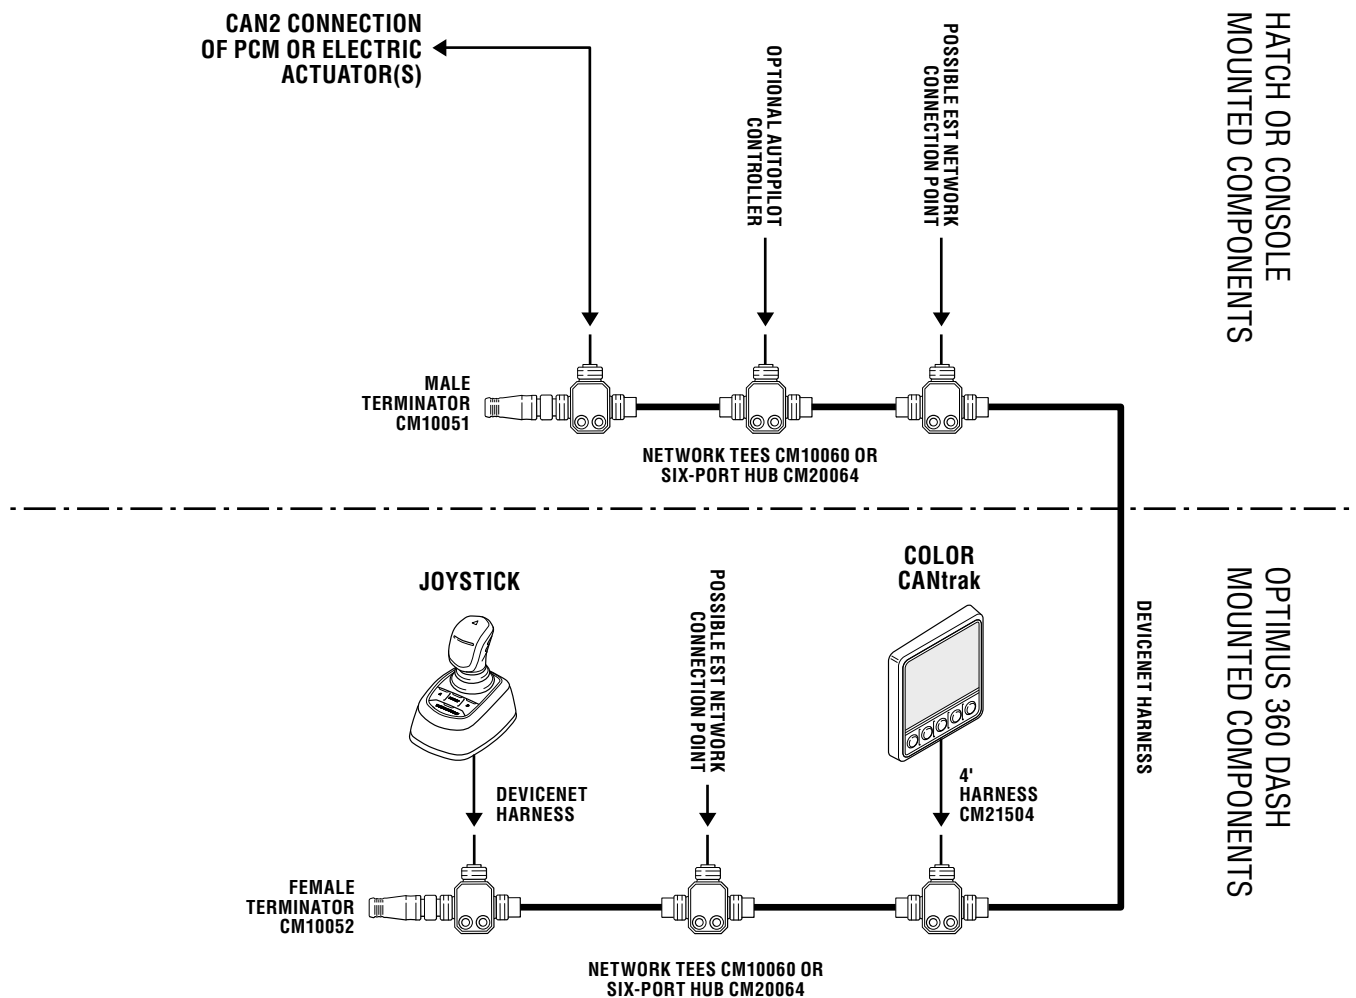 CAN2 CONNECTION
OF PCM OR ELECTRIC
ACTUATOR(S)
OPTIONAL AUTOPILOT
CONTROLLER
POSSIBLE EST NETWORK
CONNECTION POINT
HATCH OR CONSOLE
MOUNTED COMPONENTS
MALE
TERMINATOR
CM10051
NETWORK TEES CM10060 OR
SIX-PORT HUB CM20064
JOYSTICK
POSSIBLE EST NETWORK
CONNECTION POINT
COLOR
CANtrak
DEVICENET HARNESS
OPTIMUS 360 DASH
MOUNTED COMPONENTS
DEVICENET
HARNESS
4'
HARNESS
CM21504
FEMALE
TERMINATOR
CM10052
NETWORK TEES CM10060 OR
SIX-PORT HUB CM20064